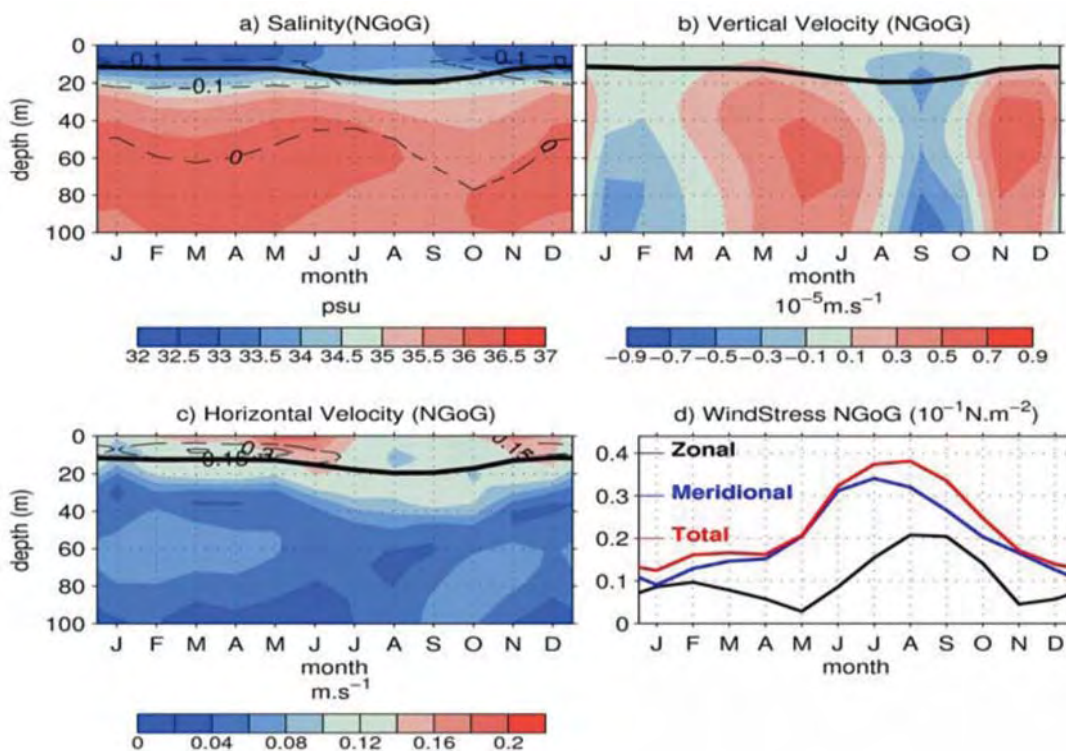 a) Salinity(NGoG)
0
20
40
60
80
100
depth (m)
0.1
0.1
0
0
J F M A M J J A S O N D
month
psu
32 32.5 33 33.5 34 34.5 35 35.5 36 36.5 37
b) Vertical Velocity (NGoG)
J F M A M J J A S O N D
month
10⁻⁵m.s⁻¹
−0.9 −0.7 −0.5 −0.3 −0.1 0.1 0.3 0.7 0.9
c) Horizontal Velocity (NGoG)
0
20
40
60
80
100
depth (m)
0.15
0.15
J F M A M J J A S O N D
month
m.s⁻¹
0 0.04 0.08 0.12 0.16 0.2
d) WindStress NGoG (10⁻¹N.m⁻²)
0.4
0.3
0.2
0.1
0
Zonal
Meridional
Total
J F M A M J J A S O N D
month